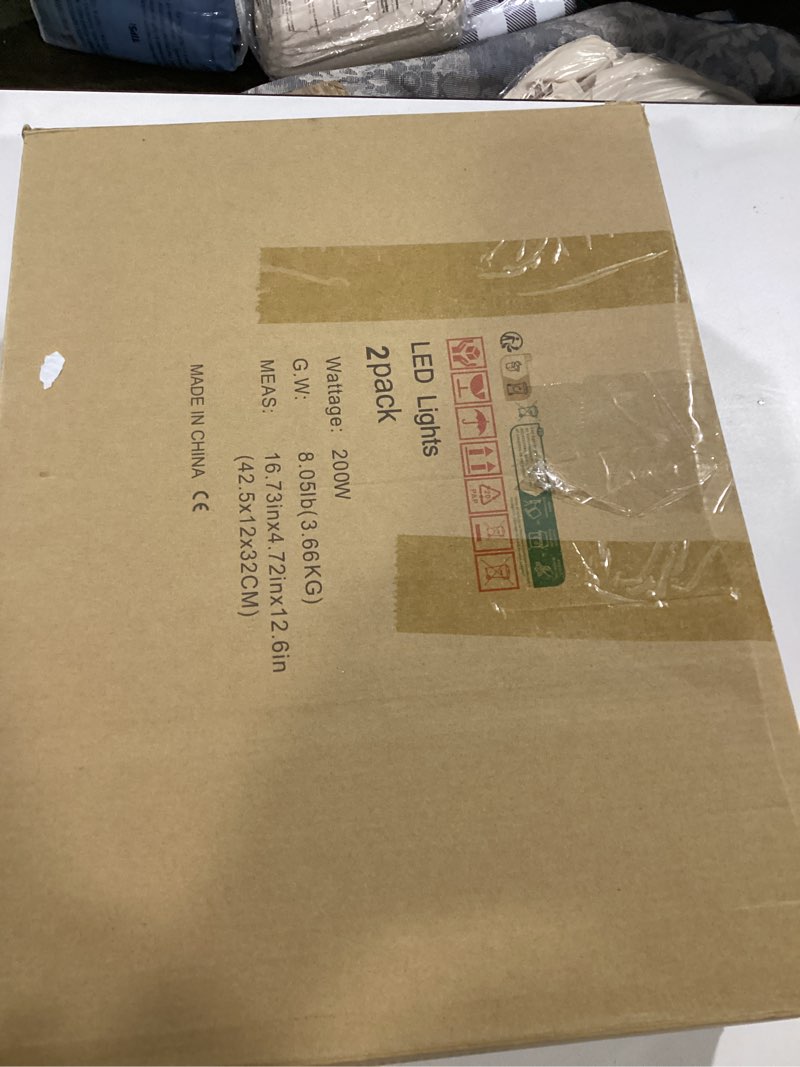 LED Lights
2pack
Wattage: 200W
G.W: 8.05lb(3.66KG)
MEAS: 16.73inx4.72inx12.6in
(42.5x12x32CM)
MADE IN CHINA CE
PAP